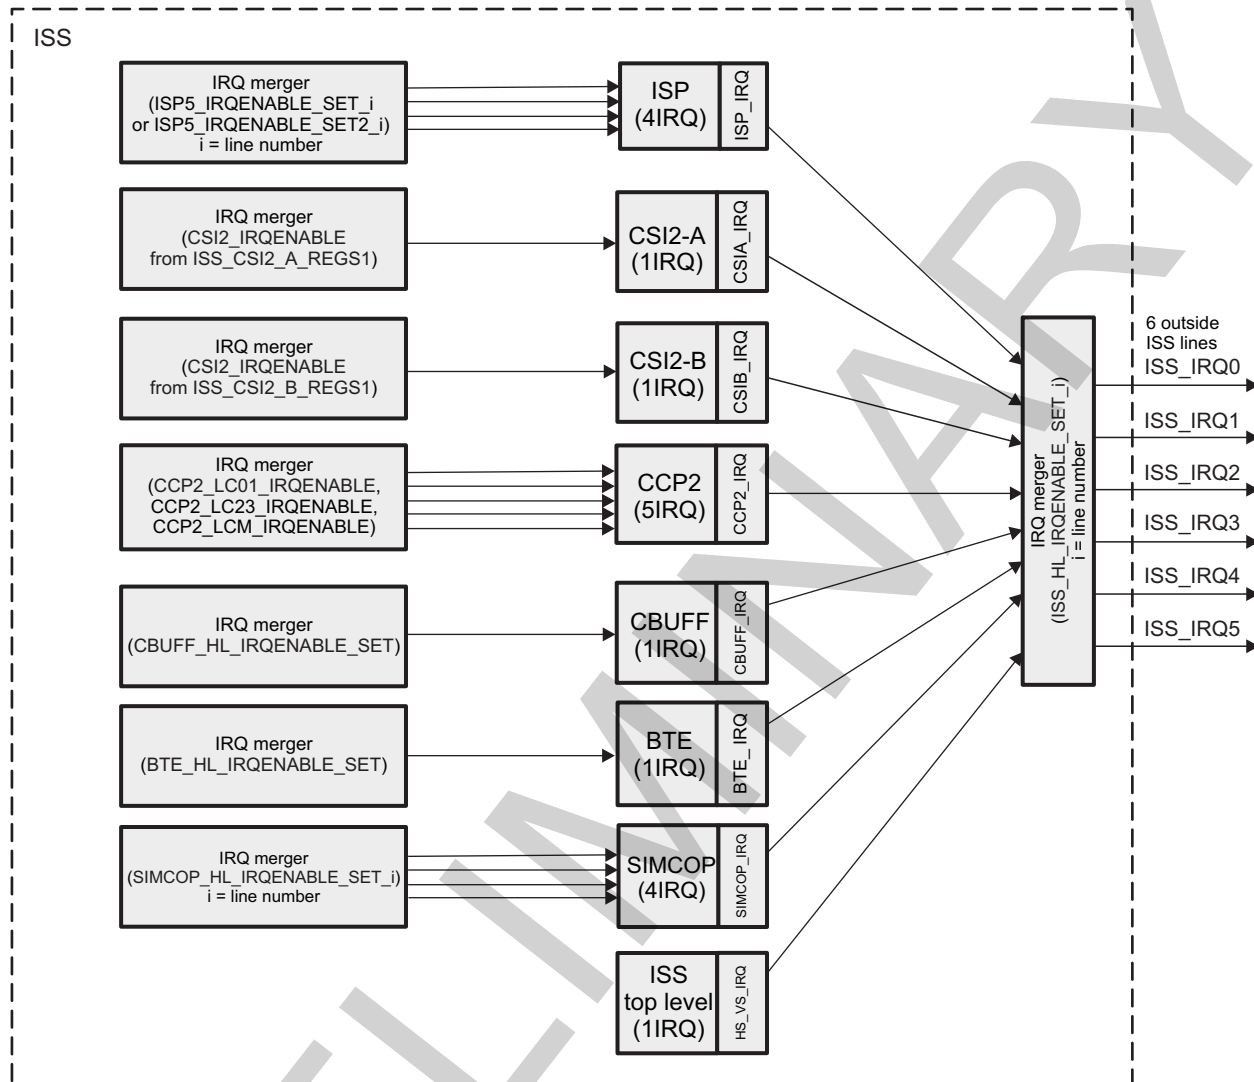 ISS
IRQ merger
(ISP5_IRQENABLE_SET_i
or ISP5_IRQENABLE_SET2_i)
i = line number
ISP
(4IRQ)
ISP_IRQ
IRQ merger
(CSI2_IRQENABLE
from ISS_CSI2_A_REGS1)
CSI2-A
(1IRQ)
CSIA_IRQ
IRQ merger
(CSI2_IRQENABLE
from ISS_CSI2_B_REGS1)
CSI2-B
(1IRQ)
CSIB_IRQ
IRQ merger
(CCP2_LC01_IRQENABLE,
CCP2_LC23_IRQENABLE,
CCP2_LCM_IRQENABLE)
CCP2
(5IRQ)
CCP2_IRQ
IRQ merger
(CBUFF_HL_IRQENABLE_SET)
CBUFF
(1IRQ)
CBUFF_IRQ
IRQ merger
(BTE_HL_IRQENABLE_SET)
BTE
(1IRQ)
BTE_IRQ
IRQ merger
(SIMCOP_HL_IRQENABLE_SET_i)
i = line number
SIMCOP
(4IRQ)
SIMCOP_IRQ
ISS
top level
(1IRQ)
HS_VS_IRQ
IRQ merger
(ISS_HL_IRQENABLE_SET_i)
i = line number
6 outside
ISS lines
ISS_IRQ0
ISS_IRQ1
ISS_IRQ2
ISS_IRQ3
ISS_IRQ4
ISS_IRQ5
ELIMINARY